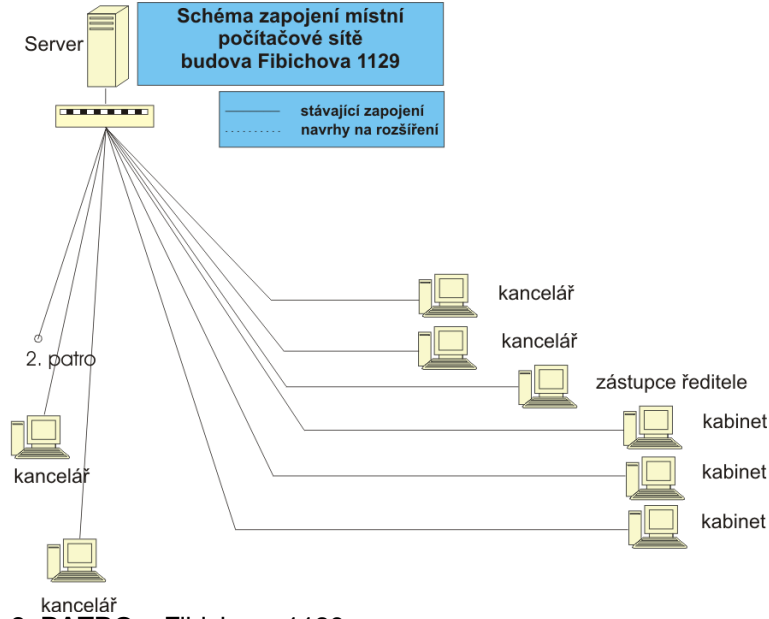 Server
Schéma zapojení místní
počítačové sítě
budova Fibichova 1129
stávající zapojení
navrhy na rozšíření
kancelář
kancelář
zástupce ředitele
2. patro
kabinet
kancelář
kabinet
kabinet
kancelář